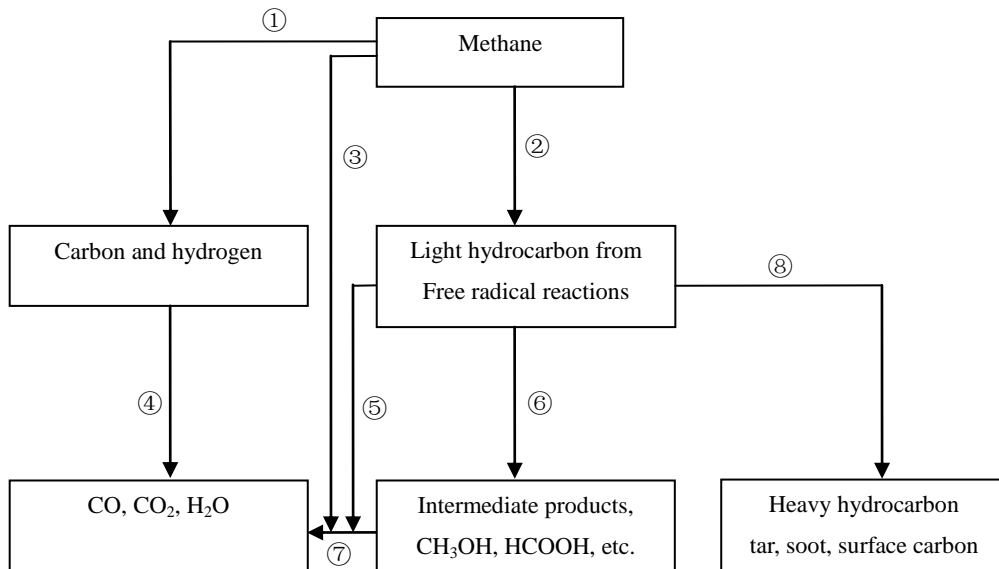 ①
Methane
③
②
Carbon and hydrogen
Light hydrocarbon from
Free radical reactions
⑧
④
⑤
⑥
CO, CO₂, H₂O
Intermediate products,
CH₃OH, HCOOH, etc.
Heavy hydrocarbon
tar, soot, surface carbon
⑦